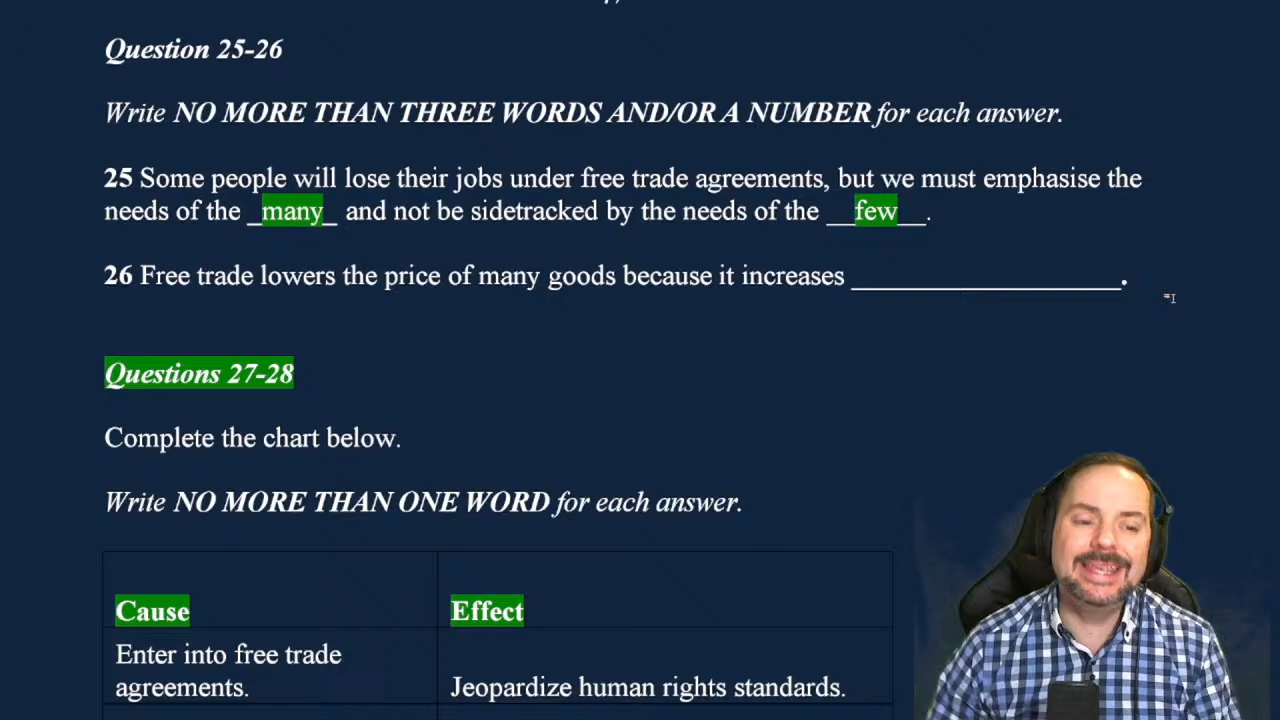 Question 25-26
Write NO MORE THAN THREE WORDS AND/OR A NUMBER for each answer.
25 Some people will lose their jobs under free trade agreements, but we must emphasise the
needs of the _many_ and not be sidetracked by the needs of the __few__.
26 Free trade lowers the price of many goods because it increases ___________________.
Questions 27-28
Complete the chart below.
Write NO MORE THAN ONE WORD for each answer.
Cause
Effect
Enter into free trade
agreements.
Jeopardize human rights standards.